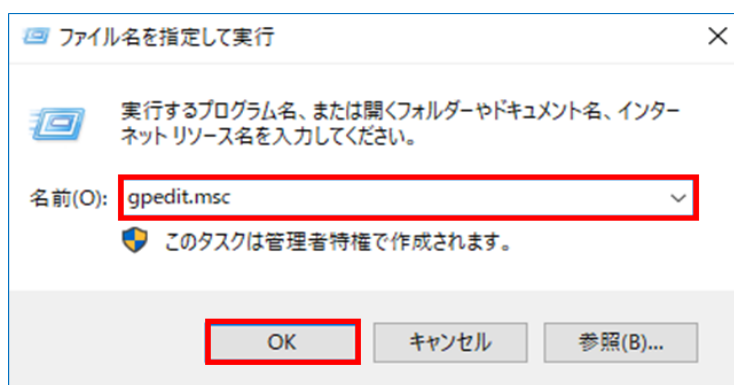 ファイル名を指定して実行
実行するプログラム名、または開くフォルダーやドキュメント名、インター
ネット リソース名を入力してください。
名前(O): gpedit.msc
このタスクは管理者特権で作成されます。
OK キャンセル 参照(B)...